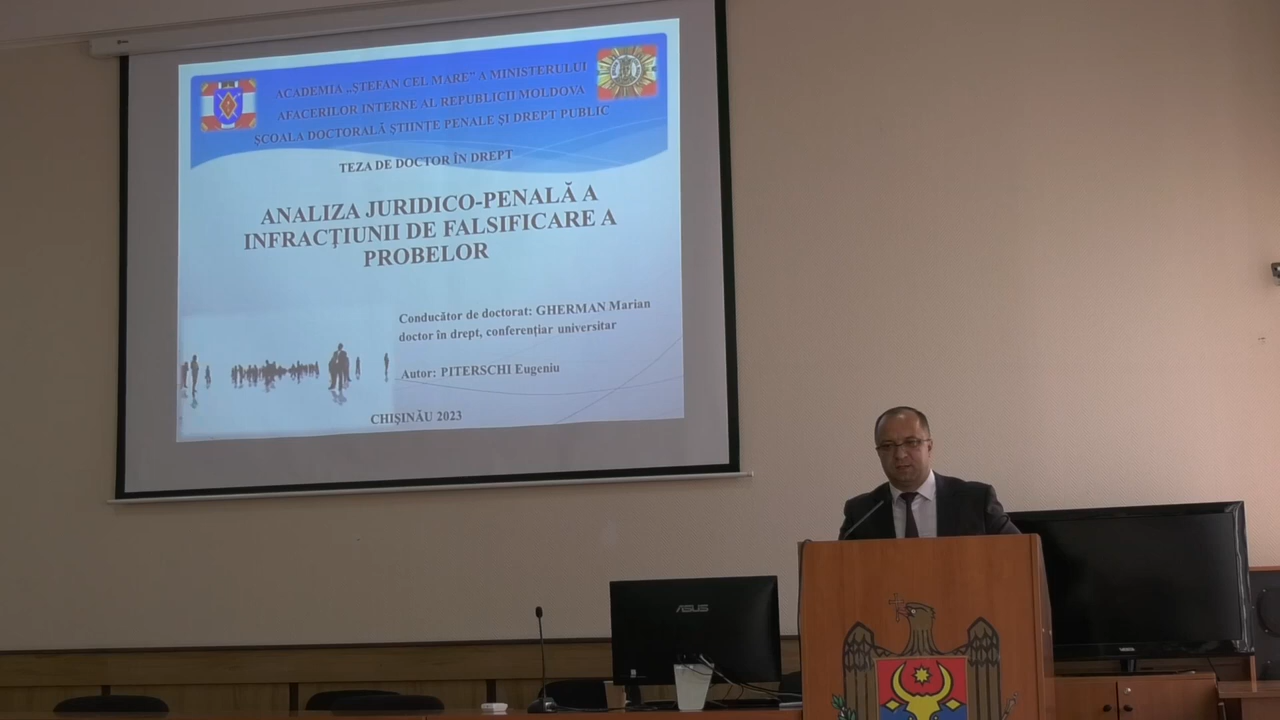 ACADEMIA „ȘTEFAN CEL MARE” A MINISTERULUI
AFACERILOR INTERNE AL REPUBLICII MOLDOVA
ȘCOALA DOCTORALĂ ȘTIINȚE PENALE ȘI DREPT PUBLIC
TEZA DE DOCTOR ÎN DREPT
ANALIZA JURIDICO-PENALĂ A
INFRACŢIUNII DE FALSIFICARE A
PROBELOR
Conducător de doctorat: GHERMAN Marian
doctor în drept, conferențiar universitar
Autor: PITERSCHI Eugeniu
CHIȘINĂU 2023
ASUS